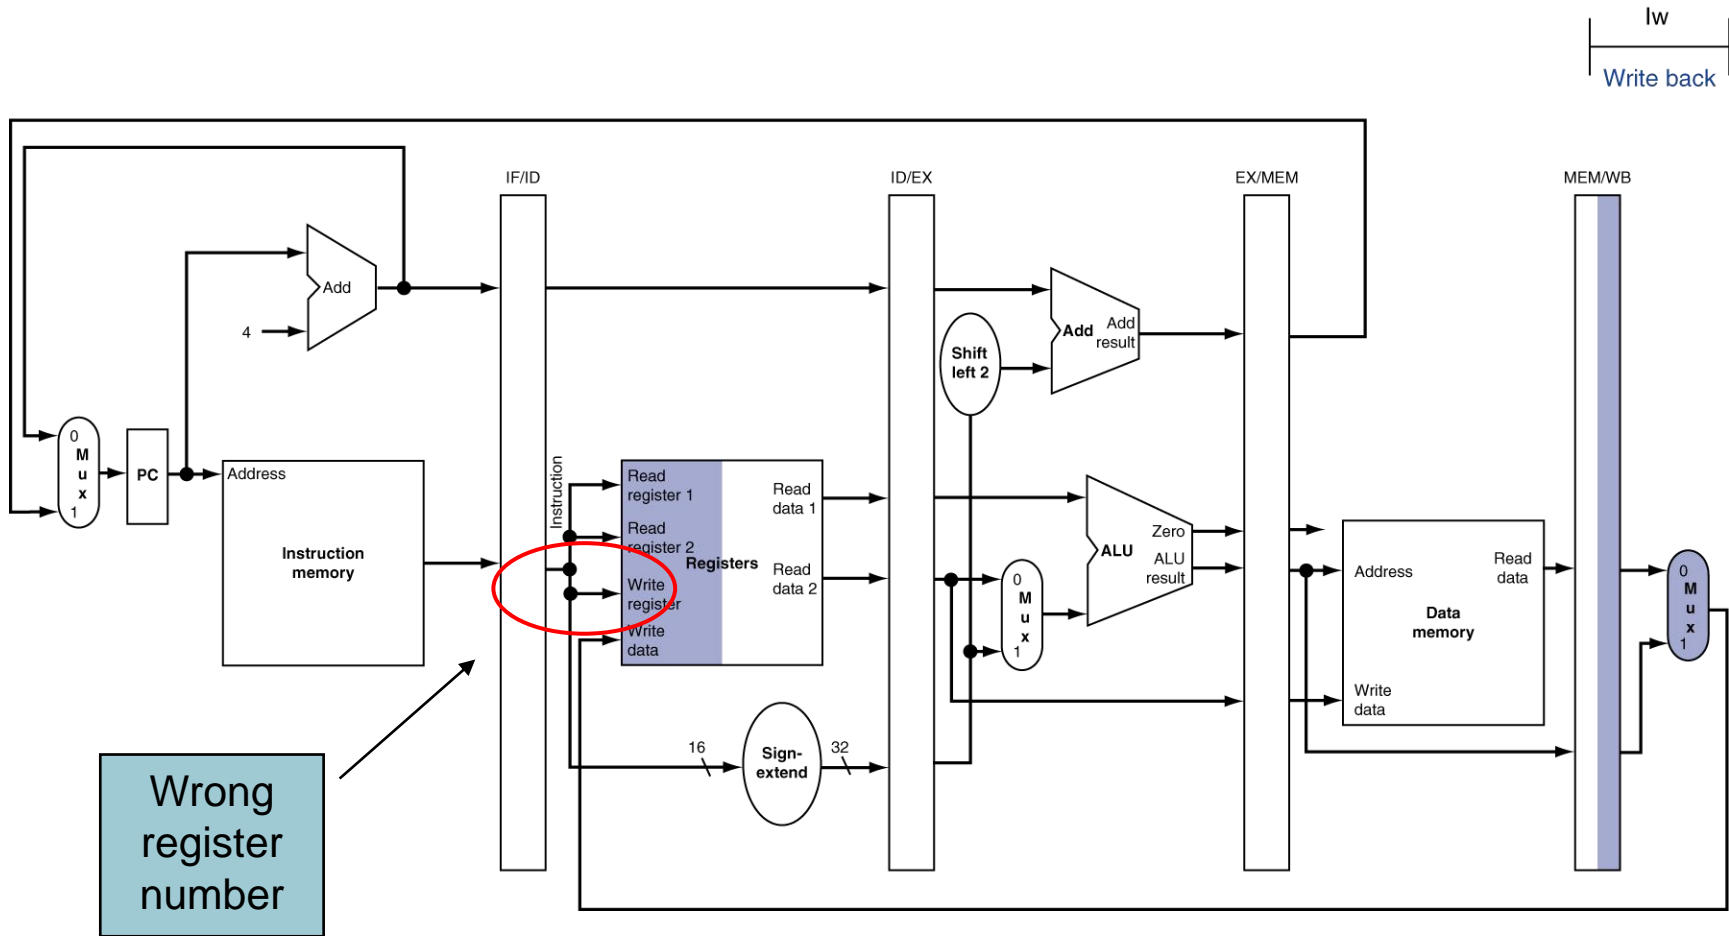 lw
Write back
IF/ID
ID/EX
EX/MEM
MEM/WB
Add
4
Shift
left 2
Add
Add
result
0
M
u
x
1
PC
Address
Instruction
memory
Instruction
Read
register 1
Read
register 2
Registers
Write
register
Write
data
Read
data 1
Read
data 2
16
Sign-
extend
32
0
M
u
x
1
Zero
ALU
ALU
result
Address
Read
data
Data
memory
Write
data
0
M
u
x
1
Wrong
register
number